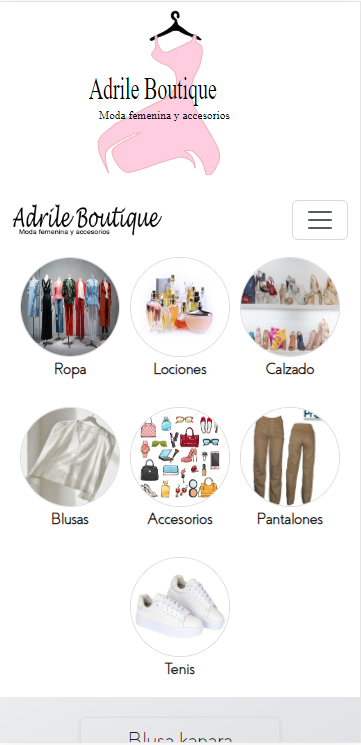 Adrile Boutique
Moda femenina y accesorios
Adrile Boutique
Moda femenina y accesorios
Ropa
Lociones
Calzado
Blusas
Accesorios
Pantalones
Tenis
Blusa kapara